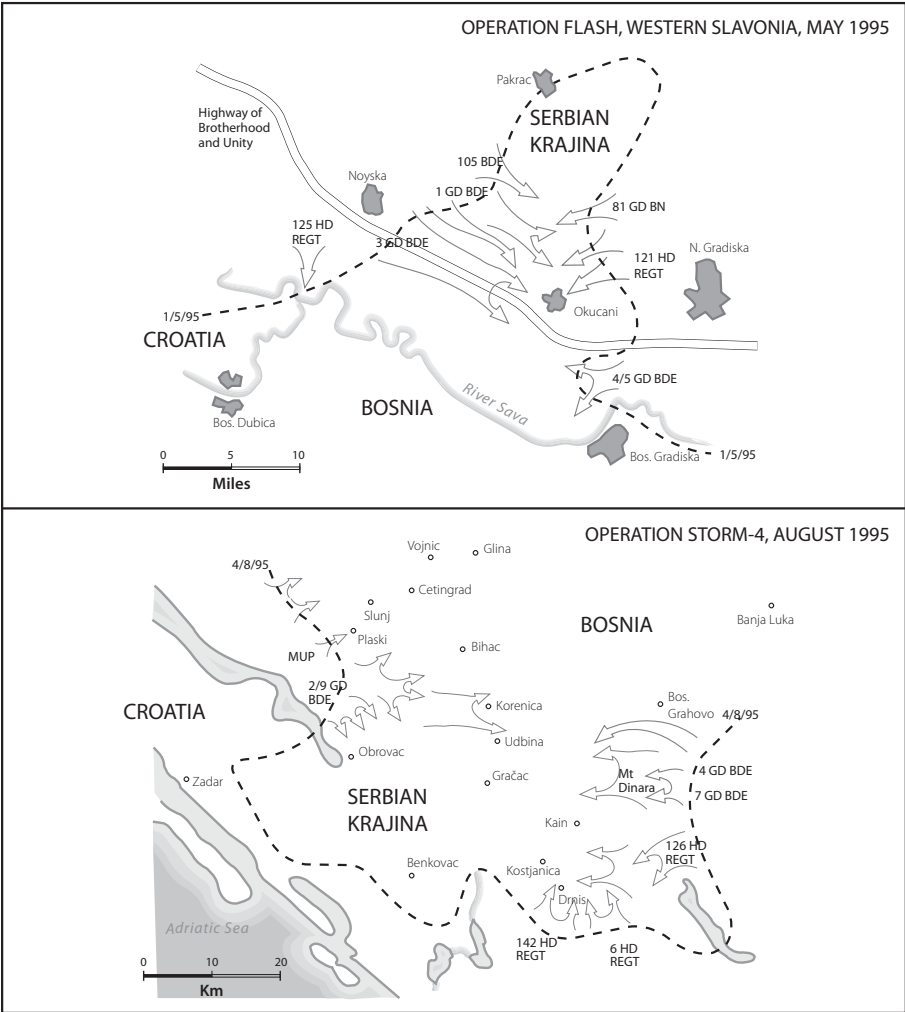 OPERATION FLASH, WESTERN SLAVONIA, MAY 1995
Pakrac
SERBIAN
KRAJINA
Highway of
Brotherhood
and Unity
105 BDE
Noyska
1 GD BDE
81 GD BN
125 HD
REGT
3 GD BDE
N. Gradiska
121 HD
REGT
1/5/95
Okucani
CROATIA
4/5 GD BDE
River Sava
BOSNIA
Bos. Dubica
Bos. Gradiska
1/5/95
0 5 10
Miles
OPERATION STORM-4, AUGUST 1995
Vojnic
Glina
4/8/95
Cetingrad
Slunj
BOSNIA
Banja Luka
Plaski
Bihac
MUP
2/9 GD
BDE
Bos.
Grahovo
Korenica
4/8/95
CROATIA
Udbina
Obrovac
4 GD BDE
Mt
Dinara
Zadar
Gračac
7 GD BDE
SERBIAN
KRAJINA
Kain
126 HD
REGT
Benkovac
Kostjanica
Drnis
Adriatic Sea
142 HD
REGT
6 HD
REGT
0 10 20
Km